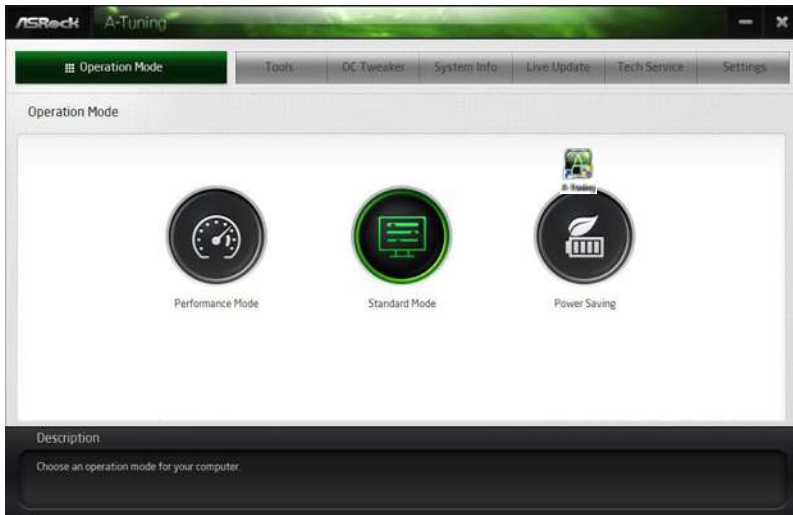 ASRock A-Tuning
Operation Mode Tools OC Tweaker System Info Live Update Tech Service Settings
Operation Mode
A-Tuning
Performance Mode Standard Mode Power Saving
Description
Choose an operation mode for your computer.